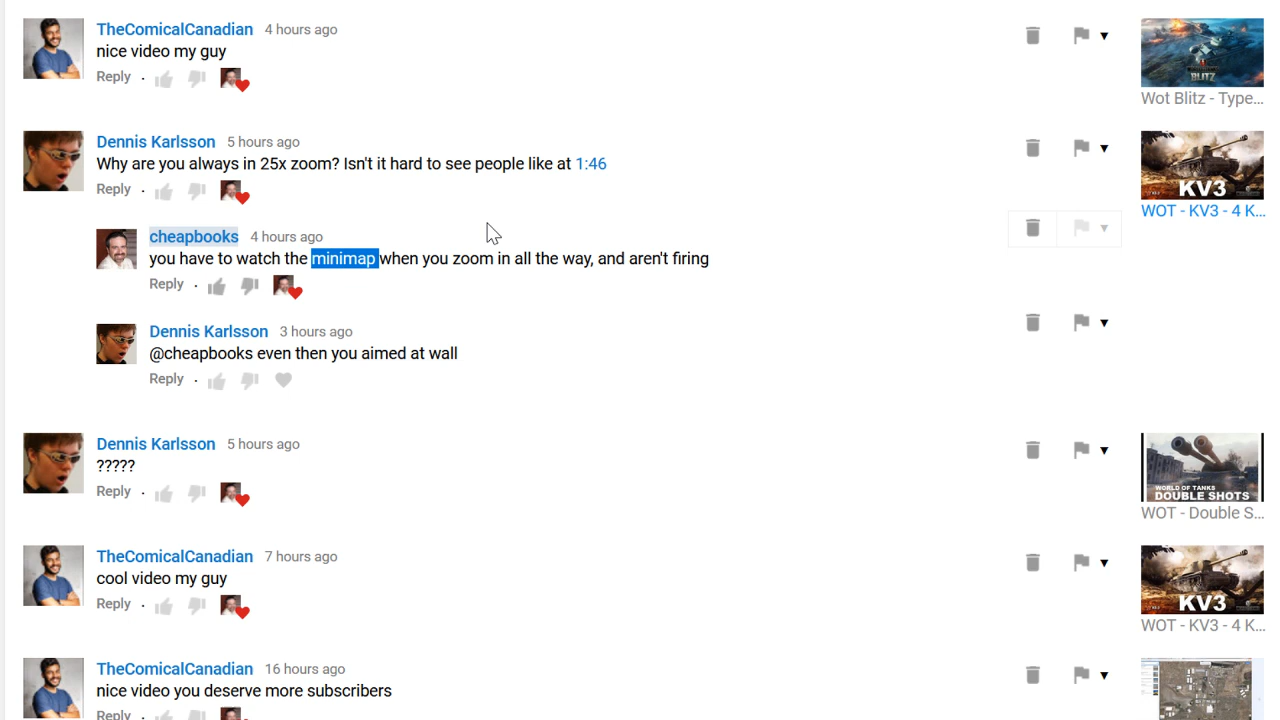 TheComicalCanadian 4 hours ago
nice video my guy
Reply ·
BLITZ
Wot Blitz - Type...
Dennis Karlsson 5 hours ago
Why are you always in 25x zoom? Isn't it hard to see people like at 1:46
Reply ·
KV3
WOT - KV3 - 4 K...
cheapbooks 4 hours ago
you have to watch the minimap when you zoom in all the way, and aren't firing
Reply ·
Dennis Karlsson 3 hours ago
@cheapbooks even then you aimed at wall
Reply ·
Dennis Karlsson 5 hours ago
?????
Reply ·
WORLD OF TANKS
DOUBLE SHOTS
WOT - Double S...
TheComicalCanadian 7 hours ago
cool video my guy
Reply ·
KV3
WOT - KV3 - 4 K...
TheComicalCanadian 16 hours ago
nice video you deserve more subscribers
Reply ·